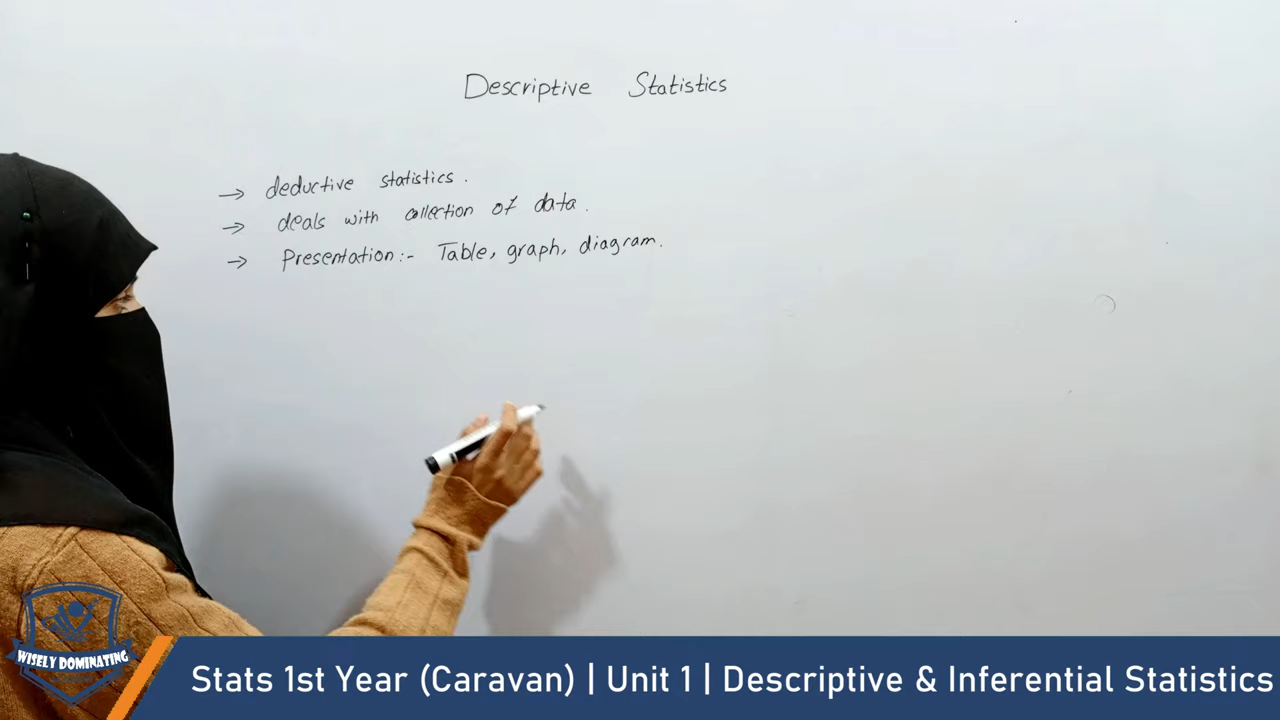 Descriptive Statistics
→ deductive statistics.
→ deals with collection of data.
→ Presentation:- Table, graph, diagram.
WISELY DOMINATING
Stats 1st Year (Caravan) | Unit 1 | Descriptive & Inferential Statistics